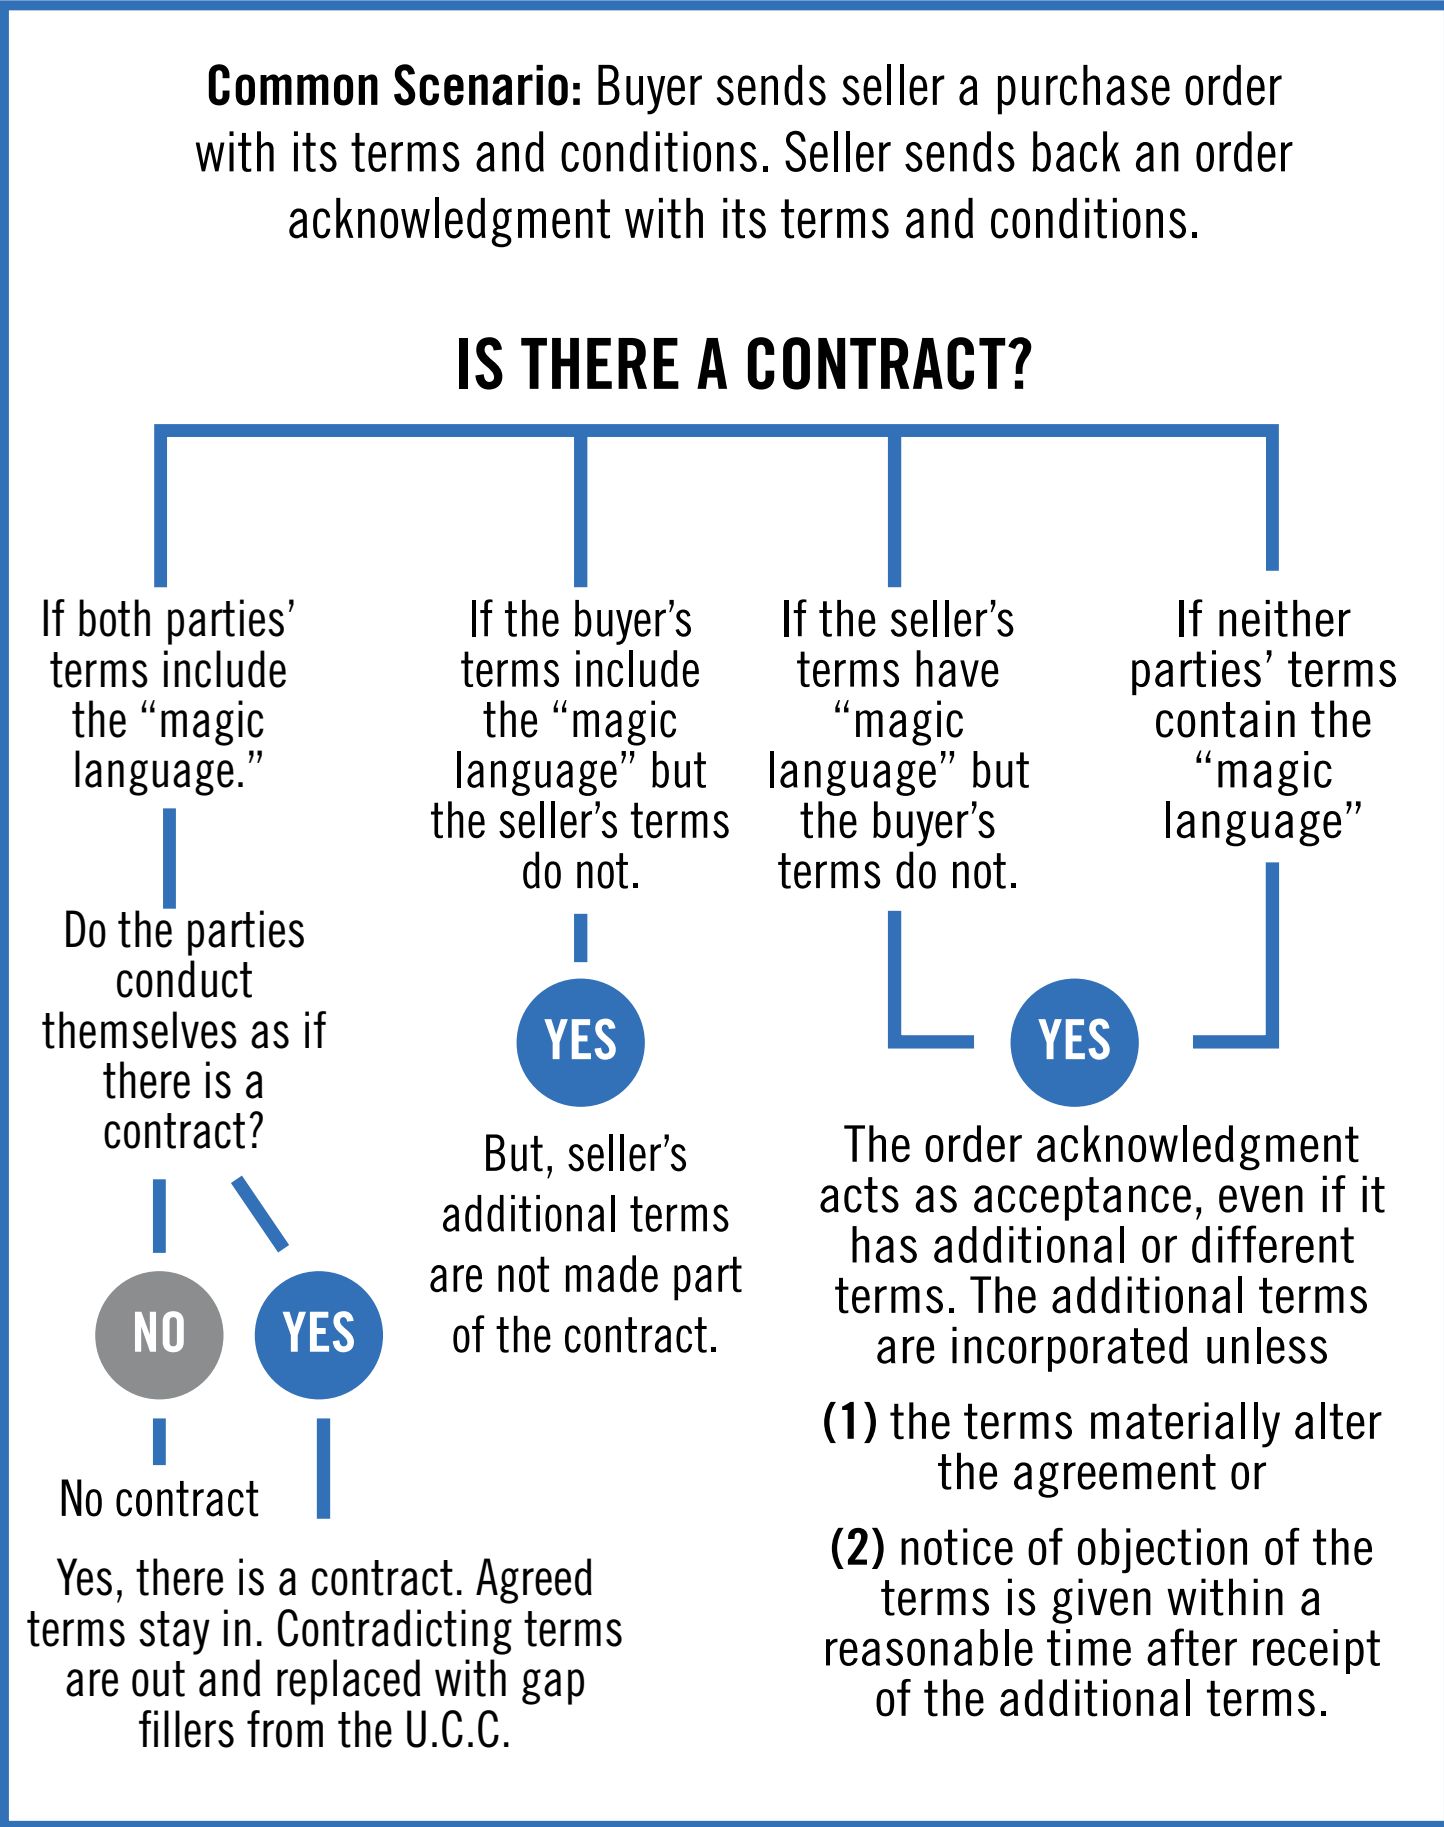 Common Scenario: Buyer sends seller a purchase order
with its terms and conditions. Seller sends back an order
acknowledgment with its terms and conditions.
IS THERE A CONTRACT?
If both parties’
terms include
the “magic
language.”
Do the parties
conduct
themselves as if
there is a
contract?
NO
YES
No contract
Yes, there is a contract. Agreed
terms stay in. Contradicting terms
are out and replaced with gap
fillers from the U.C.C.
If the buyer’s
terms include
the “magic
language” but
the seller’s terms
do not.
YES
But, seller’s
additional terms
are not made part
of the contract.
If the seller’s
terms have
“magic
language” but
the buyer’s
terms do not.
If neither
parties’ terms
contain the
“magic
language”
YES
The order acknowledgment
acts as acceptance, even if it
has additional or different
terms. The additional terms
are incorporated unless
(1) the terms materially alter
the agreement or
(2) notice of objection of the
terms is given within a
reasonable time after receipt
of the additional terms.